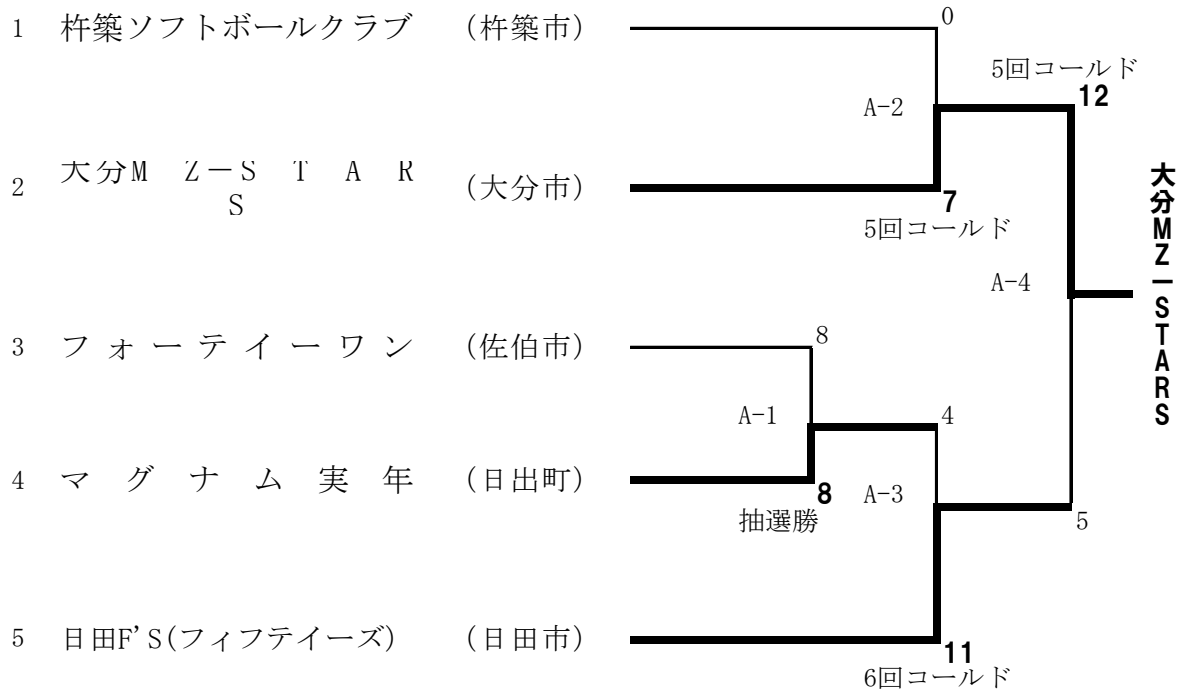 0
1 杵築ソフトボールクラブ (杵築市)
5回コールド
12
A-2
2 大分MZ-STAR (大分市)
S
7
5回コールド
大分MZ-STARS
A-4
8
3 フォーテイーワン (佐伯市)
A-1
4
4 マグナム実年 (日出町)
8
A-3
抽選勝
5
5 日田F'S(フィフテイーズ) (日田市)
11
6回コールド